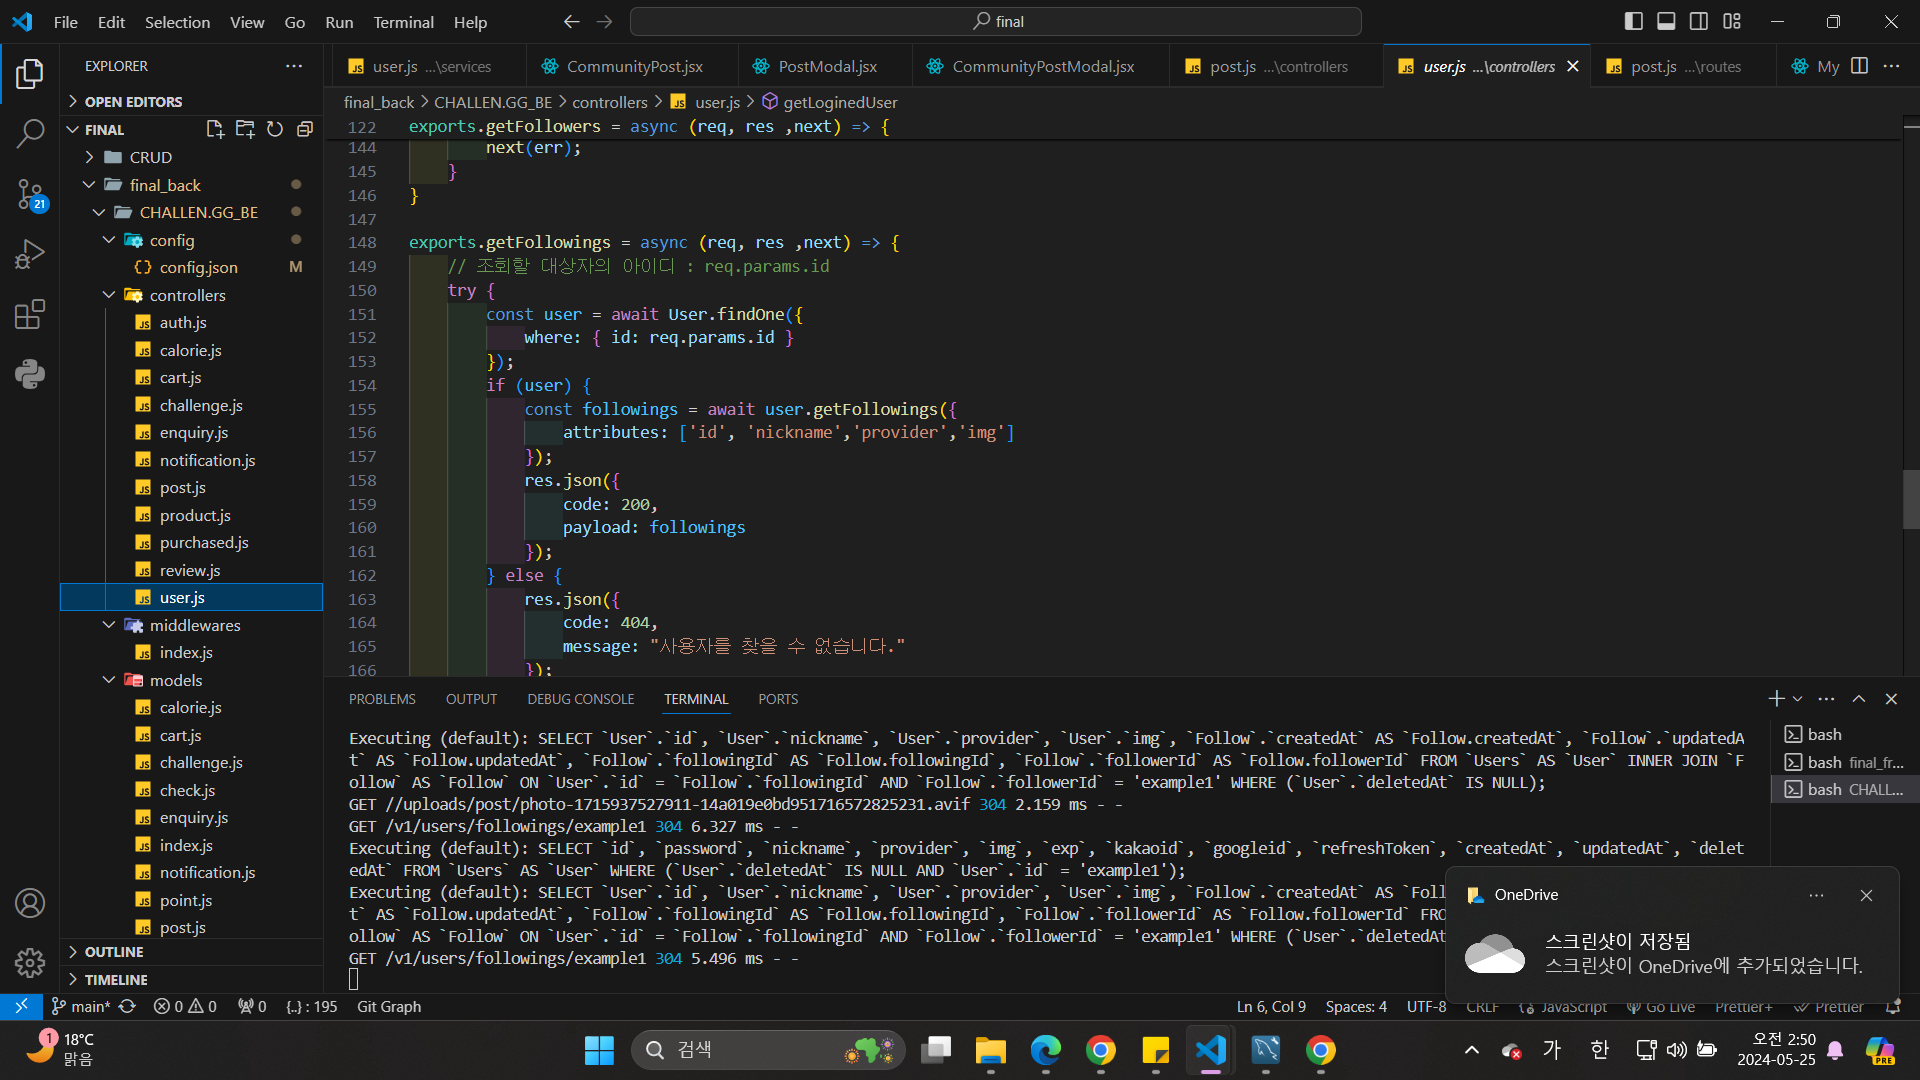 File Edit Selection View Go Run Terminal Help
final
EXPLORER
user.js ...\services
CommunityPost.jsx
PostModal.jsx
CommunityPostModal.jsx
post.js ...\controllers
user.js ...\controllers
post.js ...\routes
My
OPEN EDITORS
FINAL
CRUD
final_back
CHALLEN.GG_BE
config
config.json M
controllers
auth.js
calorie.js
cart.js
challenge.js
enquiry.js
notification.js
post.js
product.js
purchased.js
review.js
user.js
middlewares
index.js
models
calorie.js
cart.js
challenge.js
check.js
enquiry.js
index.js
notification.js
point.js
post.js
OUTLINE
TIMELINE
21
final_back > CHALLEN.GG_BE > controllers > user.js > getLoginedUser
122 exports.getFollowers = async (req, res ,next) => {
144 next(err);
145 }
146 }
147
148 exports.getFollowings = async (req, res ,next) => {
149 // 조회할 대상자의 아이디 : req.params.id
150 try {
151 const user = await User.findOne({
152 where: { id: req.params.id }
153 });
154 if (user) {
155 const followings = await user.getFollowings({
156 attributes: ['id', 'nickname','provider','img']
157 });
158 res.json({
159 code: 200,
160 payload: followings
161 });
162 } else {
163 res.json({
164 code: 404,
165 message: "사용자를 찾을 수 없습니다."
166 });
PROBLEMS OUTPUT DEBUG CONSOLE TERMINAL PORTS
Executing (default): SELECT `User`.`id`, `User`.`nickname`, `User`.`provider`, `User`.`img`, `Follow`.`createdAt` AS `Follow.createdAt`, `Follow`.`updatedA
t` AS `Follow.updatedAt`, `Follow`.`followingId` AS `Follow.followingId`, `Follow`.`followerId` AS `Follow.followerId` FROM `Users` AS `User` INNER JOIN `F
ollow` AS `Follow` ON `User`.`id` = `Follow`.`followingId` AND `Follow`.`followerId` = 'example1' WHERE (`User`.`deletedAt` IS NULL);
GET //uploads/post/photo-1715937527911-14a019e0bd951716572825231.avif 304 2.159 ms - -
GET /v1/users/followings/example1 304 6.327 ms - -
Executing (default): SELECT `id`, `password`, `nickname`, `provider`, `img`, `exp`, `kakaoid`, `googleid`, `refreshToken`, `createdAt`, `updatedAt`, `delet
edAt` FROM `Users` AS `User` WHERE (`User`.`deletedAt` IS NULL AND `User`.`id` = 'example1');
Executing (default): SELECT `User`.`id`, `User`.`nickname`, `User`.`provider`, `User`.`img`, `Follow`.`createdAt` AS `Foll
t` AS `Follow.updatedAt`, `Follow`.`followingId` AS `Follow.followingId`, `Follow`.`followerId` AS `Follow.followerId` FRO
ollow` AS `Follow` ON `User`.`id` = `Follow`.`followingId` AND `Follow`.`followerId` = 'example1' WHERE (`User`.`deletedAt
GET /v1/users/followings/example1 304 5.496 ms - -
bash
bash final_fr...
bash CHALL...
OneDrive
스크린샷이 저장됨
스크린샷이 OneDrive에 추가되었습니다.
main* 0 0 0 {..} : 195 Git Graph
Ln 6, Col 9 Spaces: 4 UTF-8 CRLF JavaScript Go Live Prettier+ Prettier
1
18°C
맑음
검색
가 한
오전 2:50
2024-05-25
PRE